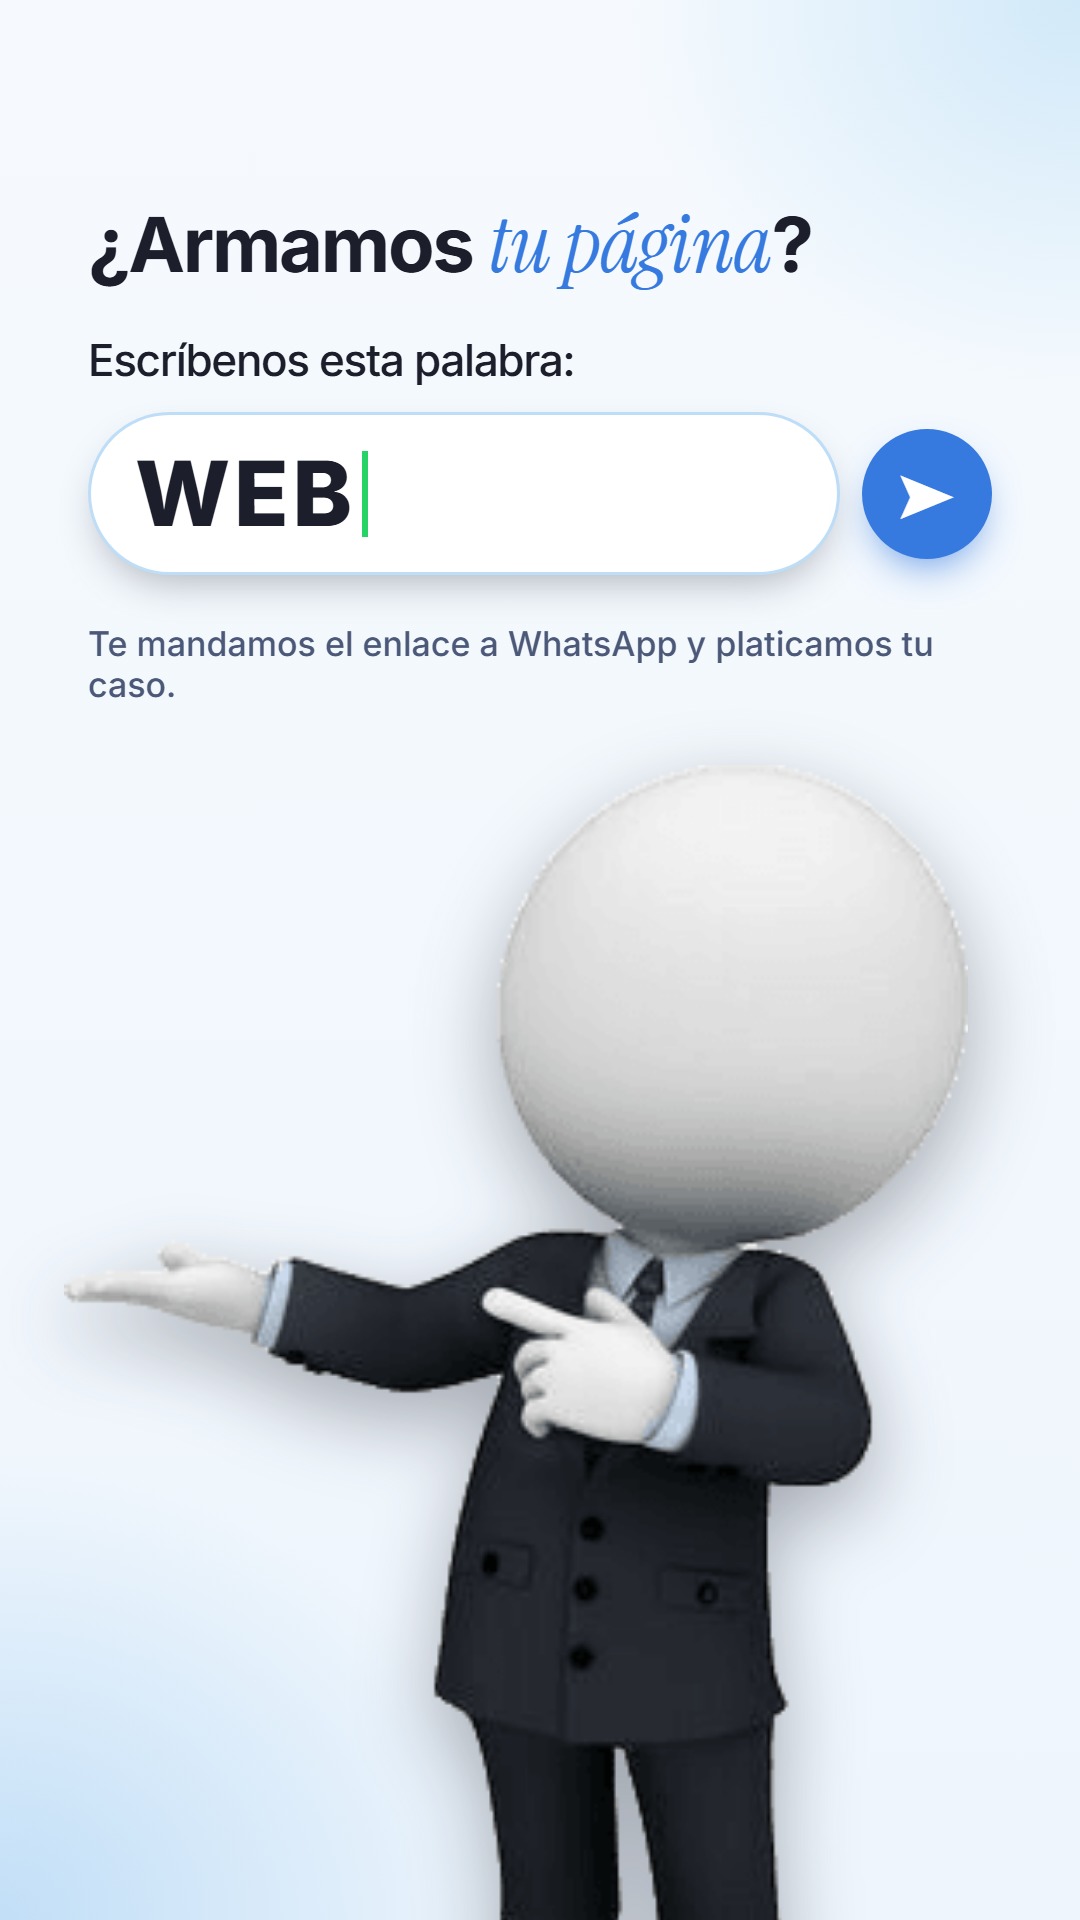 ¿Armamos tu página?
Escríbenos esta palabra:
WEB
Te mandamos el enlace a WhatsApp y platicamos tu
caso.